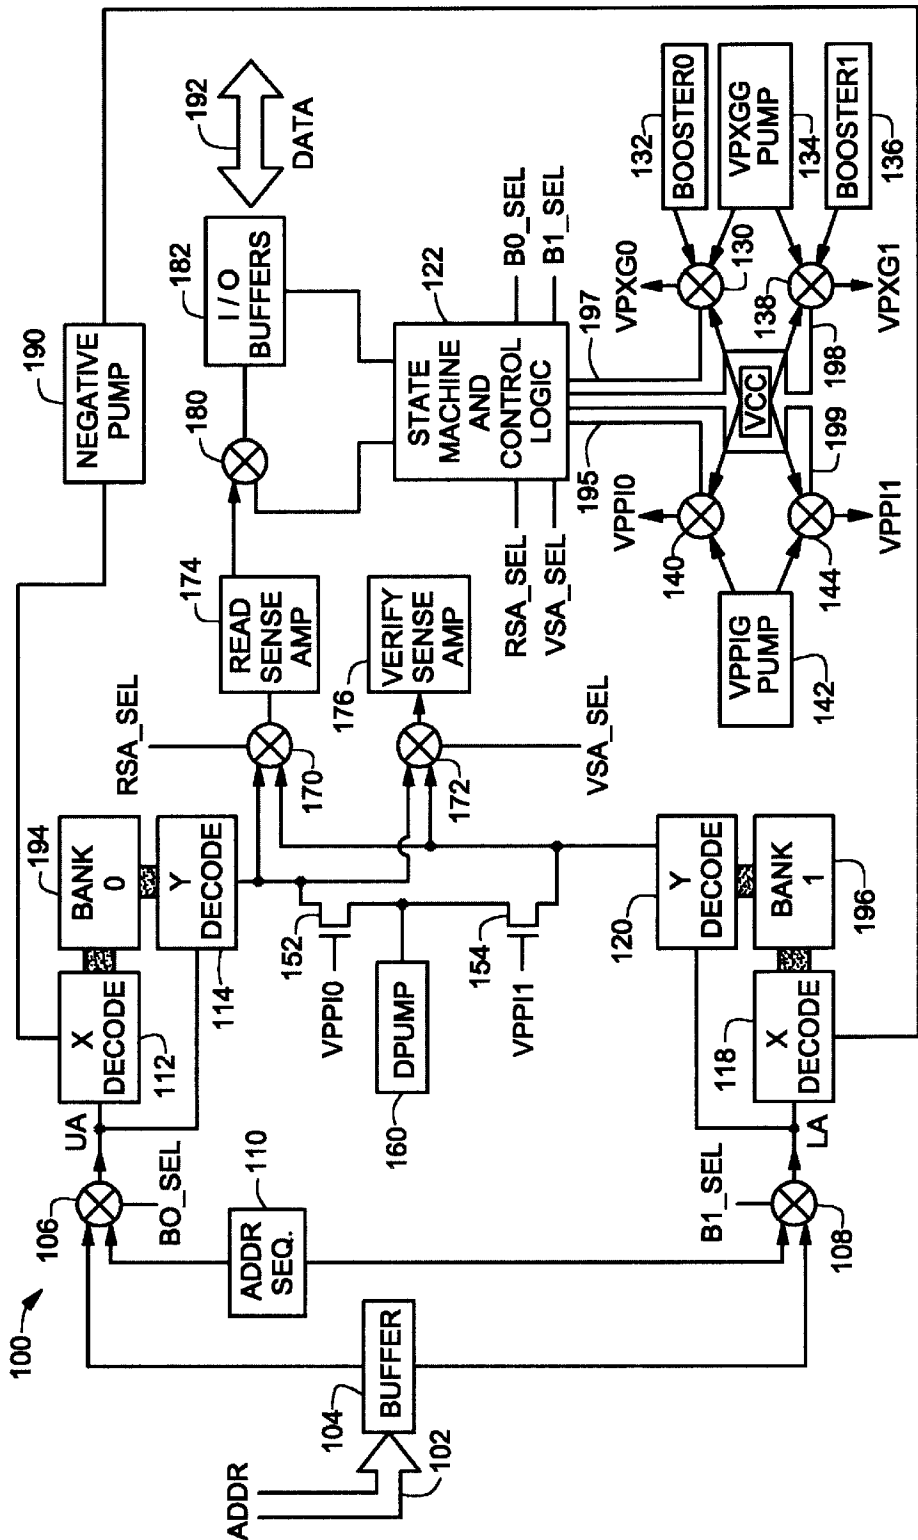 100
ADDR
102
104
BUFFER
106
BO_SEL
110
ADDR
SEQ.
B1_SEL
108
UA
X
DECODE
112
BANK
0
194
Y
DECODE
114
LA
X
DECODE
118
Y
DECODE
120
BANK
1
196
VPPI0
152
DPUMP
160
VPPI1
154
RSA_SEL
170
172
VSA_SEL
READ
SENSE
AMP
174
VERIFY
SENSE
AMP
176
NEGATIVE
PUMP
190
180
I / O
BUFFERS
182
192
DATA
STATE
MACHINE
AND
CONTROL
LOGIC
122
RSA_SEL
VSA_SEL
B0_SEL
B1_SEL
195
197
VPPI0
140
VPPIG
PUMP
142
144
VPPI1
VCC
199
198
VPXG0
130
138
VPXG1
132
BOOSTER0
VPXGG
PUMP
134
BOOSTER1
136